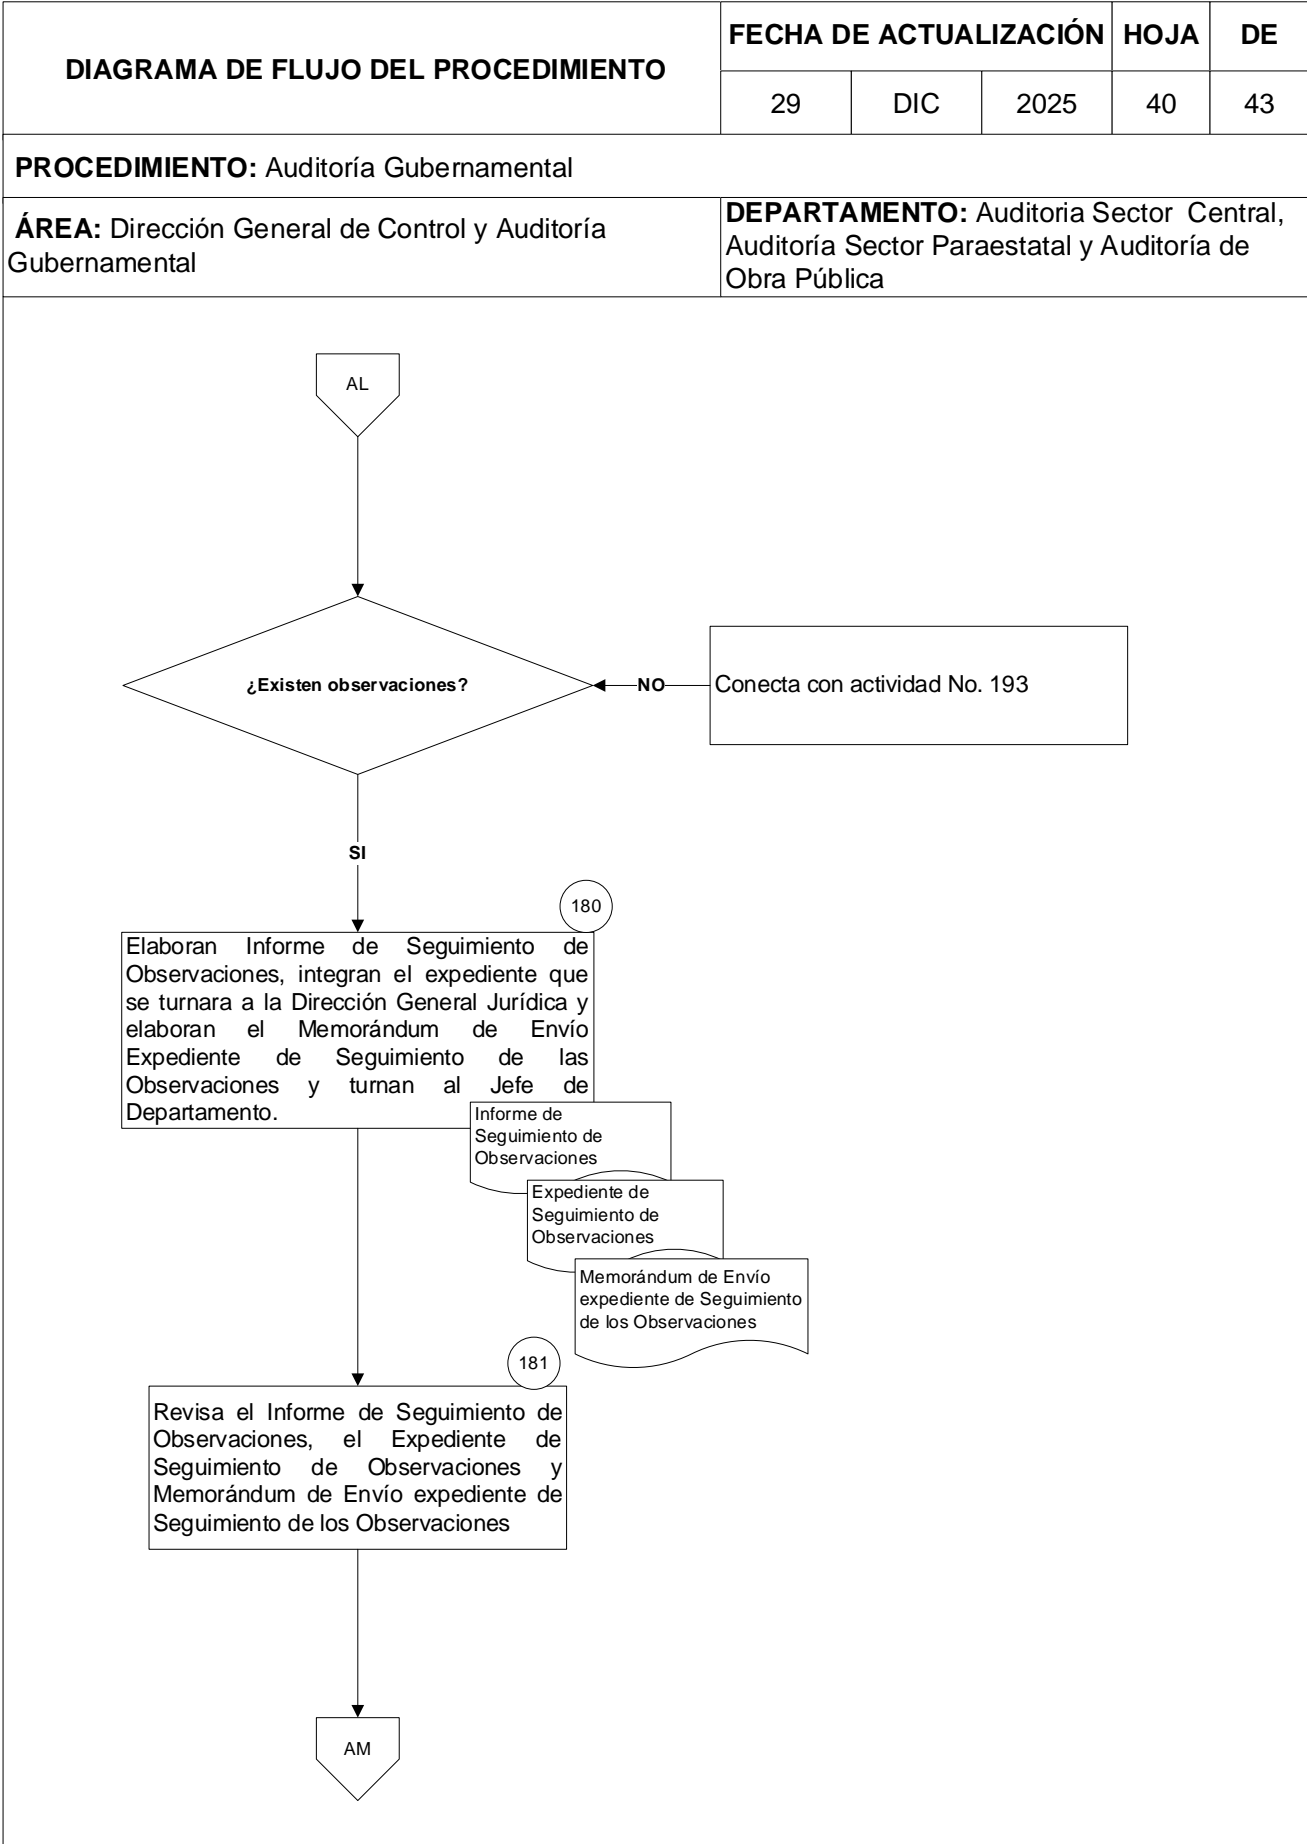 DIAGRAMA DE FLUJO DEL PROCEDIMIENTO
FECHA DE ACTUALIZACIÓN HOJA DE
29 DIC 2025 40 43
PROCEDIMIENTO: Auditoría Gubernamental
ÁREA: Dirección General de Control y Auditoría
Gubernamental
DEPARTAMENTO: Auditoria Sector Central,
Auditoría Sector Paraestatal y Auditoría de
Obra Pública
AL
¿Existen observaciones?
NO
Conecta con actividad No. 193
SI
180
Elaboran Informe de Seguimiento de
Observaciones, integran el expediente que
se turnara a la Dirección General Jurídica y
elaboran el Memorándum de Envío
Expediente de Seguimiento de las
Observaciones y turnan al Jefe de
Departamento.
Informe de
Seguimiento de
Observaciones
Expediente de
Seguimiento de
Observaciones
Memorándum de Envío
expediente de Seguimiento
de los Observaciones
181
Revisa el Informe de Seguimiento de
Observaciones, el Expediente de
Seguimiento de Observaciones y
Memorándum de Envío expediente de
Seguimiento de los Observaciones
AM